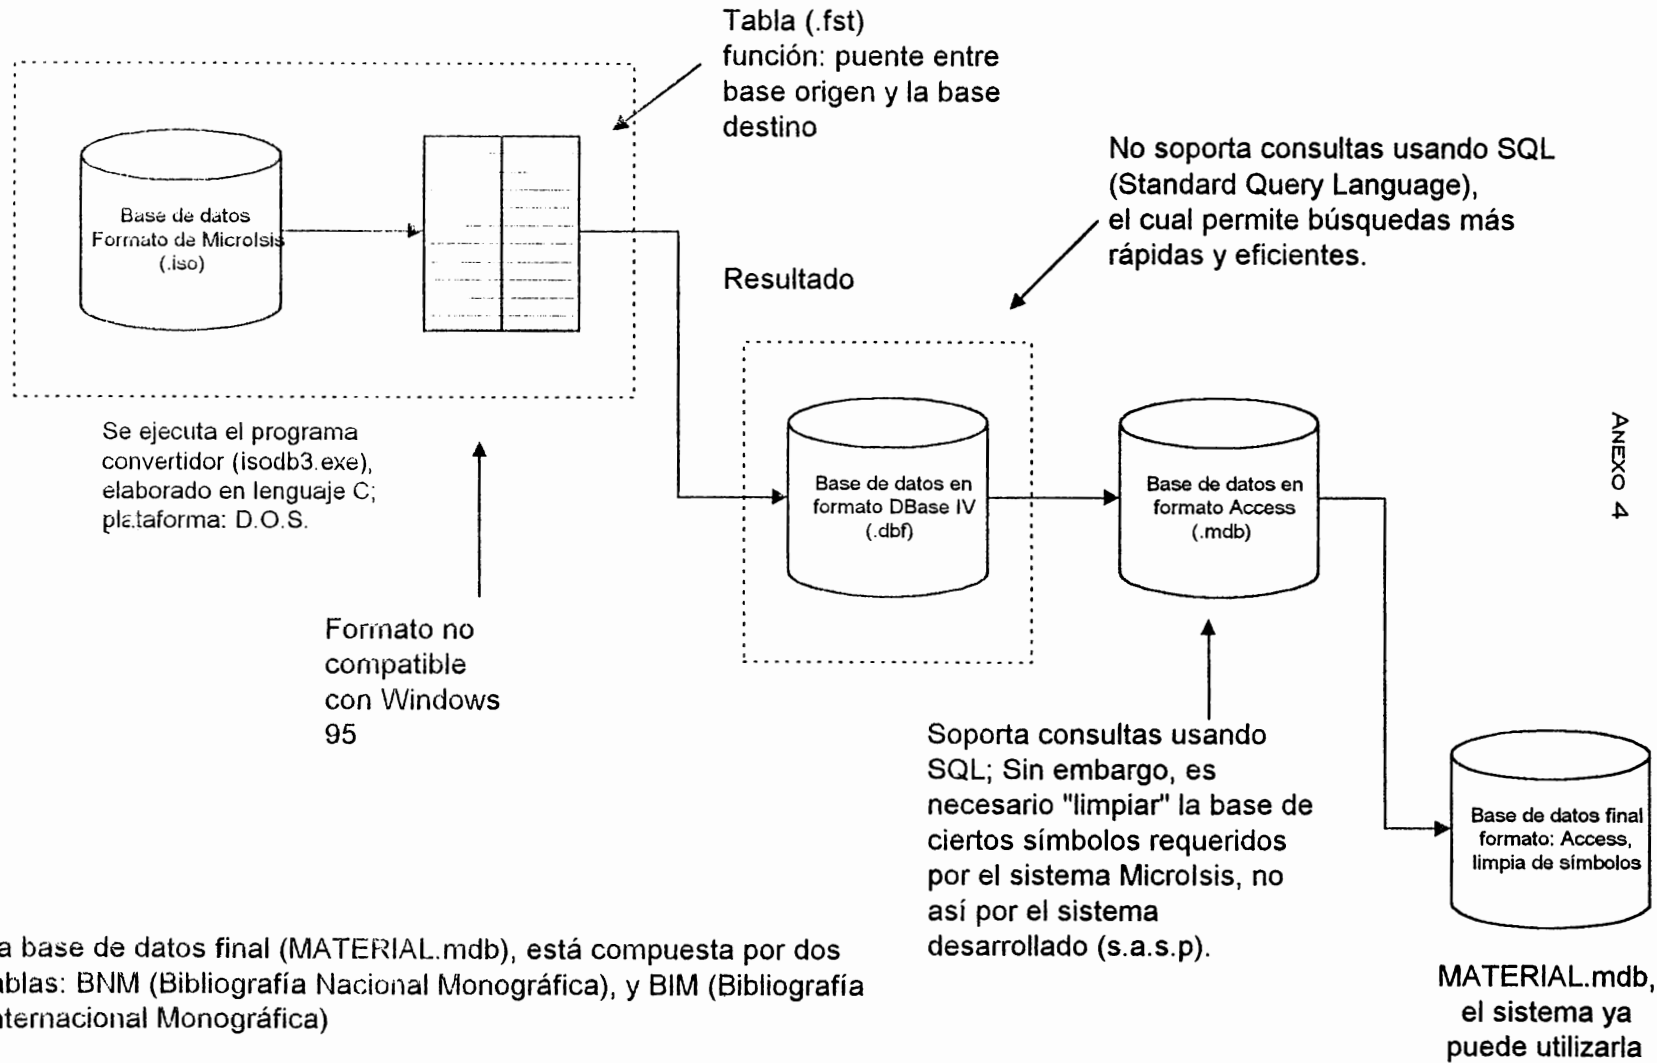 Tabla (.fst)
función: puente entre
base origen y la base
destino
No soporta consultas usando SQL
(Standard Query Language),
el cual permite búsquedas más
rápidas y eficientes.
Base de datos
Formato de MicroIsis
(.iso)
Resultado
Se ejecuta el programa
convertidor (isodb3.exe),
elaborado en lenguaje C;
plataforma: D.O.S.
Formato no
compatible
con Windows
95
Base de datos en
formato DBase IV
(.dbf)
Base de datos en
formato Access
(.mdb)
ANEXO 4
Soporta consultas usando
SQL; Sin embargo, es
necesario "limpiar" la base de
ciertos símbolos requeridos
por el sistema MicroIsis, no
así por el sistema
desarrollado (s.a.s.p).
Base de datos final
formato: Access,
limpia de símbolos
MATERIAL.mdb,
el sistema ya
puede utilizarla
a base de datos final (MATERIAL.mdb), está compuesta por dos
ablas: BNM (Bibliografía Nacional Monográfica), y BIM (Bibliografía
nternacional Monográfica)